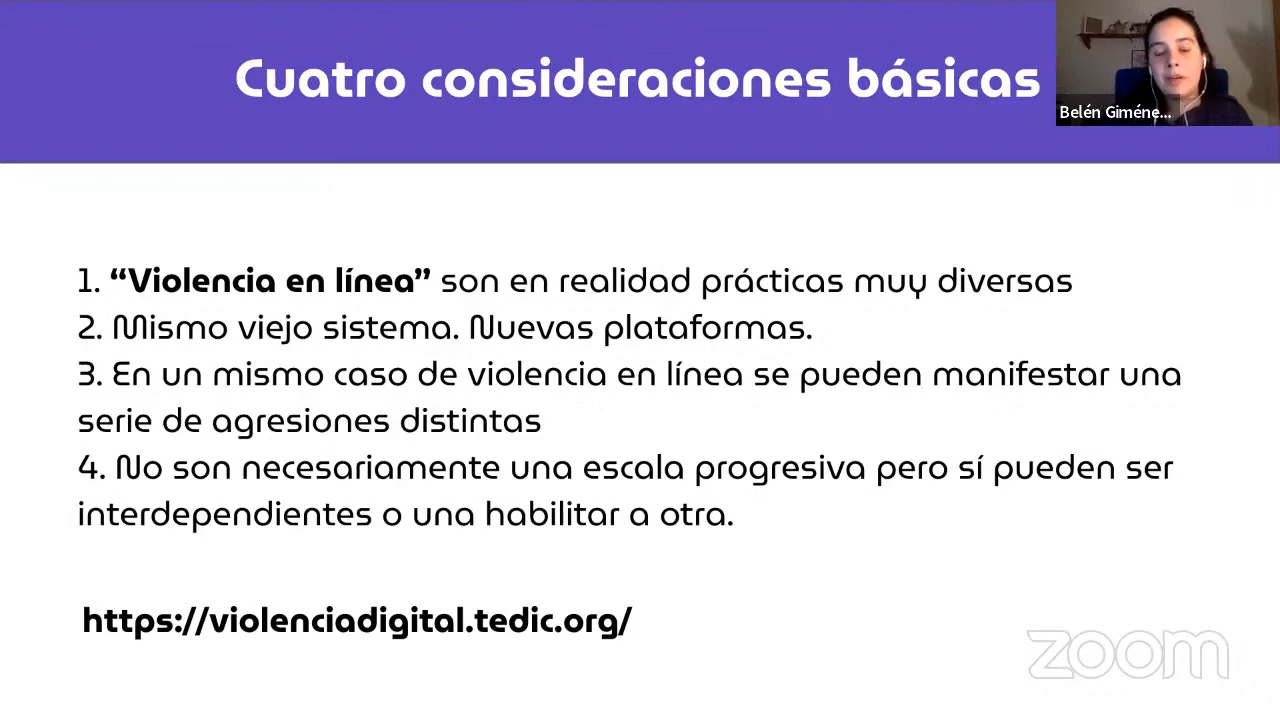 Cuatro consideraciones básicas
Belén Giméne...
1. “Violencia en línea” son en realidad prácticas muy diversas
2. Mismo viejo sistema. Nuevas plataformas.
3. En un mismo caso de violencia en línea se pueden manifestar una
serie de agresiones distintas
4. No son necesariamente una escala progresiva pero sí pueden ser
interdependientes o una habilitar a otra.
https://violenciadigital.tedic.org/
zoom